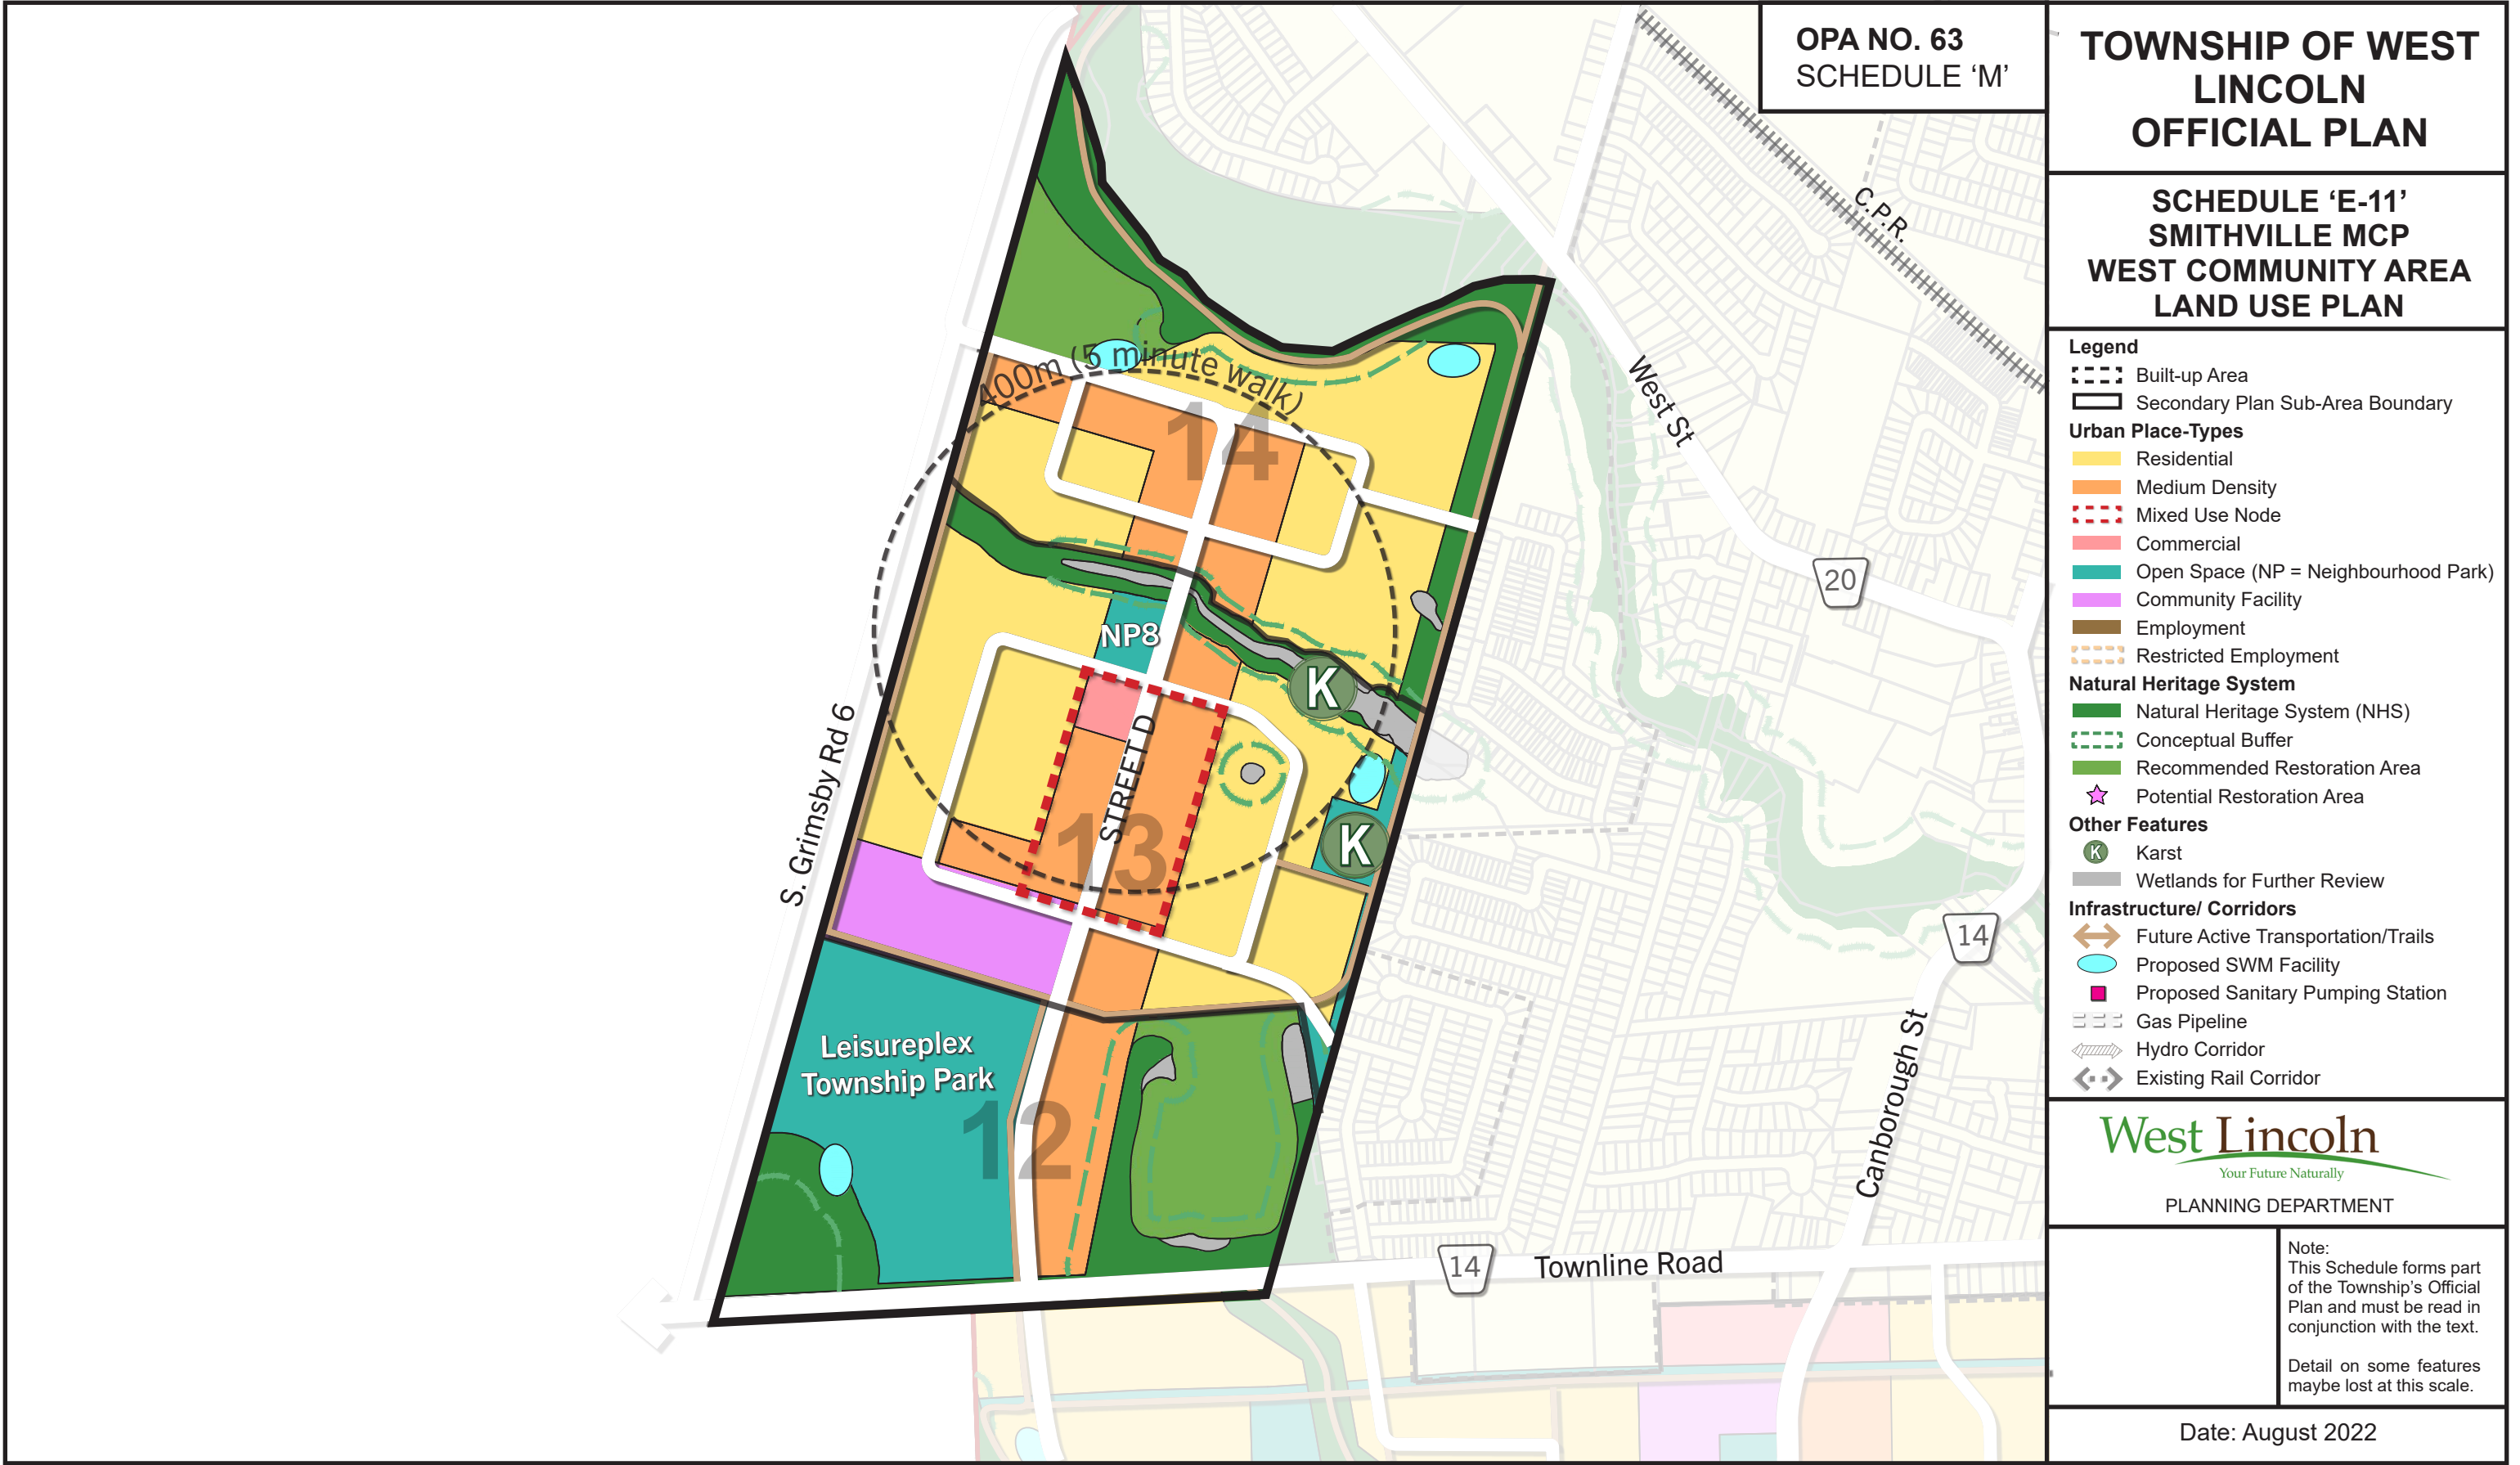 OPA NO. 63
SCHEDULE ‘M’
TOWNSHIP OF WEST
LINCOLN
OFFICIAL PLAN
SCHEDULE ‘E-11’
SMITHVILLE MCP
WEST COMMUNITY AREA
LAND USE PLAN
Legend
Built-up Area
Secondary Plan Sub-Area Boundary
Urban Place-Types
Residential
Medium Density
Mixed Use Node
Commercial
Open Space (NP = Neighbourhood Park)
Community Facility
Employment
Restricted Employment
Natural Heritage System
Natural Heritage System (NHS)
Conceptual Buffer
Recommended Restoration Area
Potential Restoration Area
Other Features
K
Karst
Wetlands for Further Review
Infrastructure/ Corridors
Future Active Transportation/Trails
Proposed SWM Facility
Proposed Sanitary Pumping Station
Gas Pipeline
Hydro Corridor
Existing Rail Corridor
West Lincoln
Your Future Naturally
PLANNING DEPARTMENT
Note:
This Schedule forms part
of the Township’s Official
Plan and must be read in
conjunction with the text.
Detail on some features
maybe lost at this scale.
Date: August 2022
C.P.R.
400m (5 minute walk)
14
West St
20
NP8
K
S. Grimsby Rd 6
STREET D
13
K
14
Leisureplex
Township Park
12
Canborough St
14
Townline Road